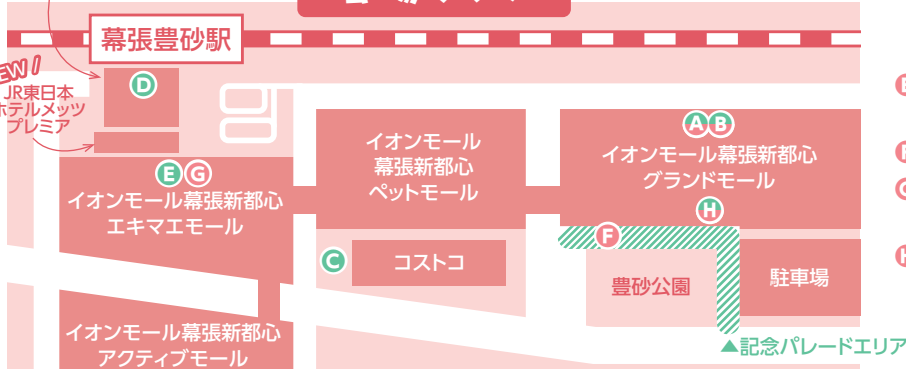 幕張豊砂駅
JR東日本
ホテルメッツ
プレミア
D
E G
イオンモール幕張新都心
エキマエモール
イオンモール
幕張新都心
ペットモール
A B
イオンモール幕張新都心
グランドモール
H
F
C
コストコ
豊砂公園
駐車場
イオンモール幕張新都心
アクティブモール
▲記念パレードエリア